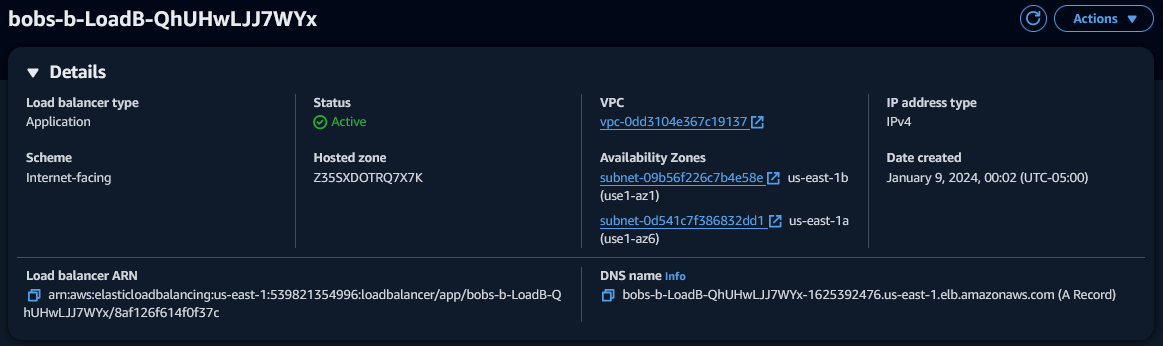 bobs-b-LoadB-QhUHwLJJ7WYx
Actions
Details
Load balancer type
Application
Status
Active
VPC
vpc-0dd3104e367c19137
IP address type
IPv4
Scheme
Internet-facing
Hosted zone
Z35SXDOTRQ7X7K
Availability Zones
subnet-09b56f226c7b4e58e us-east-1b
(use1-az1)
subnet-0d541c7f386832dd1 us-east-1a
(use1-az6)
Date created
January 9, 2024, 00:02 (UTC-05:00)
Load balancer ARN
arn:aws:elasticloadbalancing:us-east-1:539821354996:loadbalancer/app/bobs-b-LoadB-Q
hUHwLJJ7WYx/8af126f614f0f37c
DNS name Info
bobs-b-LoadB-QhUHwLJJ7WYx-1625392476.us-east-1.elb.amazonaws.com (A Record)